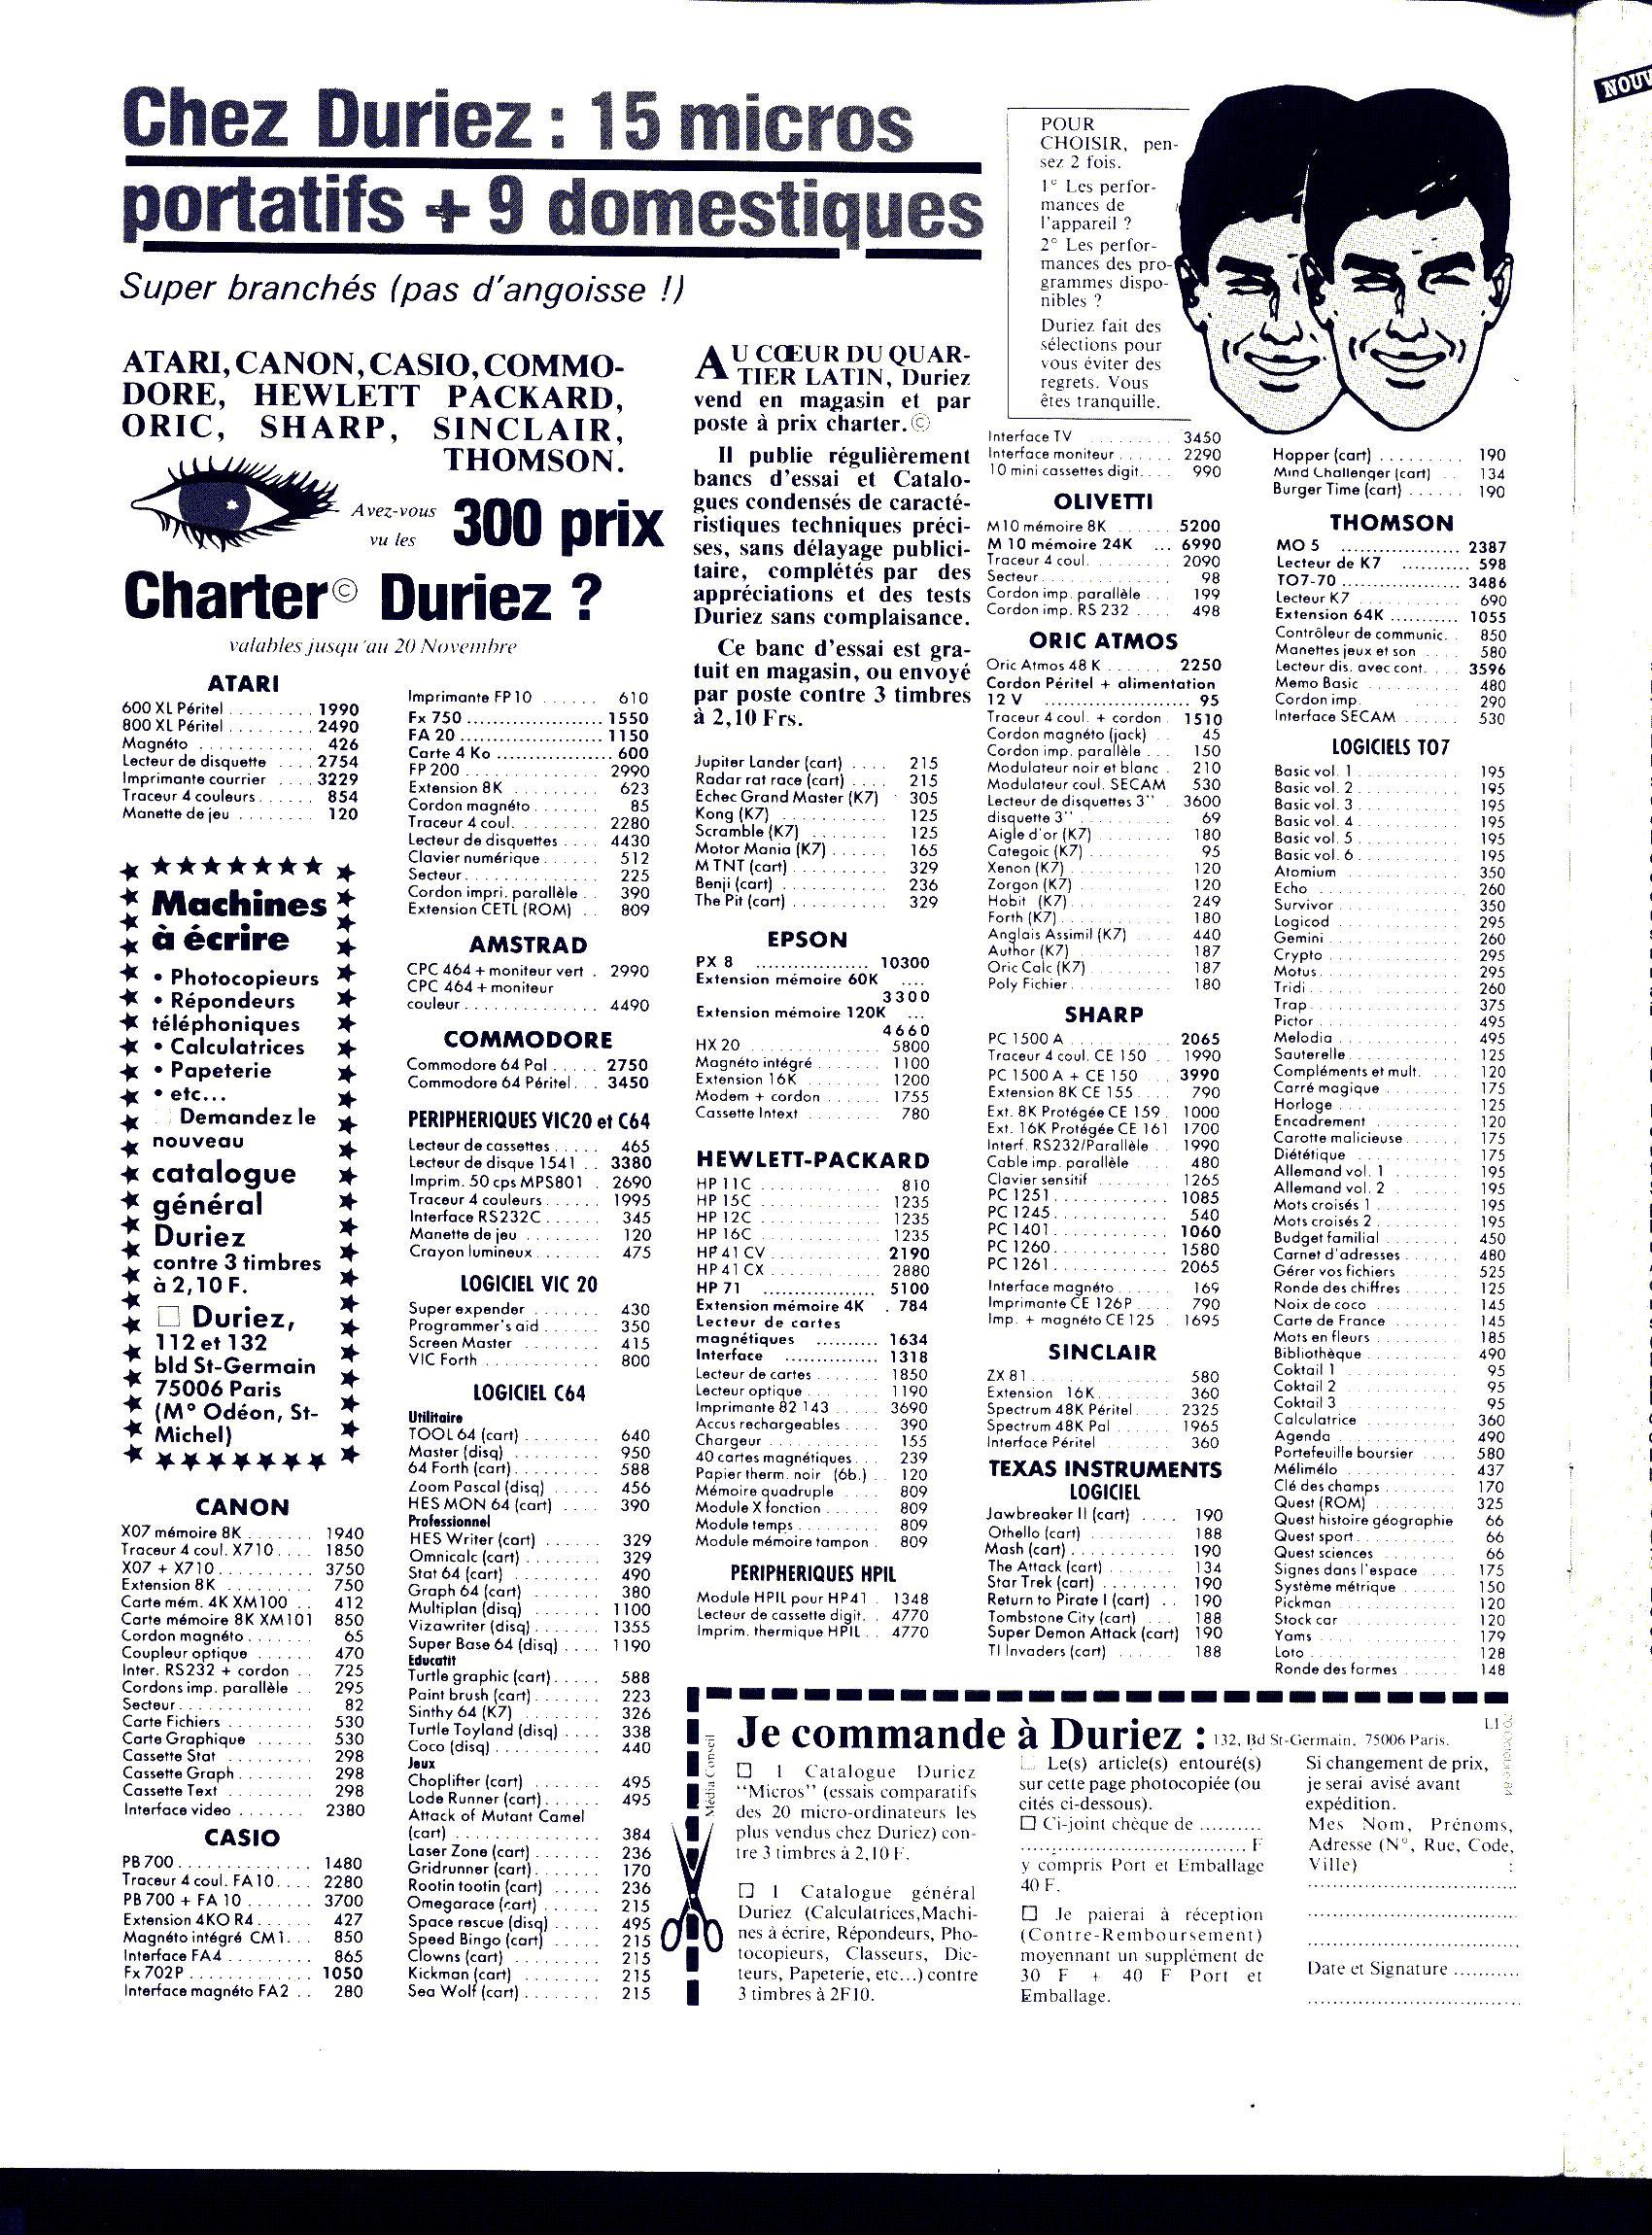 NOUV
Chez Duriez : 15 micros
portatifs + 9 domestiques
Super branchés (pas d'angoisse !)
POUR
CHOISIR, pen-
sez 2 fois.
1° Les perfor-
mances de
l'appareil ?
2° Les perfor-
mances des pro-
grammes dispo-
nibles ?
Duriez fait des
sélections pour
vous éviter des
regrets. Vous
êtes tranquille.
ATARI, CANON, CASIO, COMMO-
DORE, HEWLETT PACKARD,
ORIC, SHARP, SINCLAIR,
THOMSON.
Avez-vous
vu les
300 prix
Charter© Duriez ?
valables jusqu'au 20 Novembre
ATARI
600 XL Péritel ......... 1990
800 XL Péritel ......... 2490
Magnéto ............ 426
Lecteur de disquette .... 2754
Imprimante courrier .... 3229
Traceur 4 couleurs ...... 854
Manette de jeu ........ 120
Machines
à écrire
• Photocopieurs
• Répondeurs
téléphoniques
• Calculatrices
• Papeterie
• etc...
Demandez le
nouveau
catalogue
général
Duriez
contre 3 timbres
à 2,10 F.
□ Duriez,
112 et 132
bld St-Germain
75006 Paris
(M° Odéon, St-
Michel)
CANON
X07 mémoire 8K ....... 1940
Traceur 4 coul. X710 .... 1850
X07 + X710 .......... 3750
Extension 8K ......... 750
Carte mém. 4K XM100 .. 412
Carte mémoire 8K XM101 850
Cordon magnéto ....... 65
Coupleur optique ...... 470
Inter. RS232 + cordon .. 725
Cordons imp. parallèle .. 295
Secteur .............. 82
Carte Fichiers ......... 530
Carte Graphique ...... 530
Cassette Stat ......... 298
Cassette Graph ........ 298
Cassette Text ......... 298
Interface video ....... 2380
CASIO
PB 700 .............. 1480
Traceur 4 coul. FA 10 .... 2280
PB 700 + FA 10 ....... 3700
Extension 4KO R4 ...... 427
Magnéto intégré CM1 ... 850
Interface FA4 ......... 865
Fx 702P ............. 1050
Interface magnéto FA2 .. 280
Imprimante FP10 ...... 610
Fx 750 ..................... 1550
FA 20 ...................... 1150
Carte 4 Ko .................. 600
FP 200 .............. 2990
Extension 8K ......... 623
Cordon magnéto ....... 85
Traceur 4 coul. ........ 2280
Lecteur de disquettes .... 4430
Clavier numérique ...... 512
Secteur .............. 225
Cordon impri. parallèle .. 390
Extension CETL (ROM) .. 809
AMSTRAD
CPC 464 + moniteur vert . 2990
CPC 464 + moniteur
couleur .............. 4490
COMMODORE
Commodore 64 Pal ..... 2750
Commodore 64 Péritel ... 3450
PERIPHERIQUES VIC20 et C64
Lecteur de cassettes ..... 465
Lecteur de disque 1541 .. 3380
Imprim. 50 cps MPS801 . 2690
Traceur 4 couleurs ...... 1995
Interface RS232C ...... 345
Manette de jeu ........ 120
Crayon lumineux ....... 475
LOGICIEL VIC 20
Super expender ....... 430
Programmer's aid ...... 350
Screen Master ........ 415
VIC Forth ............ 800
LOGICIEL C64
Utilitaire
TOOL 64 (cart) ........ 640
Master (disq) ......... 950
64 Forth (cart) ......... 588
Zoom Pascal (disq) ..... 456
HES MON 64 (cart) .... 390
Professionnel
HES Writer (cart) ...... 329
Omnicalc (cart) ........ 329
Stat 64 (cart) ......... 490
Graph 64 (cart) ....... 380
Multiplan (disq) ....... 1100
Vizawriter (disq) ....... 1355
Super Base 64 (disq) .... 1190
Educatif
Turtle graphic (cart) ..... 588
Paint brush (cart) ....... 223
Sinthy 64 (K7) ........ 326
Turtle Toyland (disq) .... 338
Coco (disq) ........... 440
Jeux
Choplifter (cart) ....... 495
Lode Runner (cart) ...... 495
Attack of Mutant Camel
(cart) ............... 384
Laser Zone (cart) ...... 236
Gridrunner (cart) ....... 170
Rootin tootin (cart) ..... 236
Omegarace (cart) ...... 215
Space rescue (disq) ..... 495
Speed Bingo (cart) ..... 215
Clowns (cart) ......... 215
Kickman (cart) ........ 215
Sea Wolf (cart) ........ 215
AU CŒUR DU QUAR-
TIER LATIN, Duriez
vend en magasin et par
poste à prix charter.©
Il publie régulièrement
bancs d'essai et Catalo-
gues condensés de caracté-
ristiques techniques préci-
ses, sans délayage publici-
taire, complétés par des
appréciations et des tests
Duriez sans complaisance.
Ce banc d'essai est gra-
tuit en magasin, ou envoyé
par poste contre 3 timbres
à 2,10 Frs.
Jupiter Lander (cart) .... 215
Radar rat race (cart) .... 215
Echec Grand Master (K7) 305
Kong (K7) ............ 125
Scramble (K7) ........ 125
Motor Mania (K7) ...... 165
M TNT (cart) .......... 329
Benji (cart) ........... 236
The Pit (cart) .......... 329
EPSON
PX 8 ................. 10300
Extension mémoire 60K ....
3300
Extension mémoire 120K ...
4660
HX 20 .............. 5800
Magnéto intégré ....... 1100
Extension 16K ........ 1200
Modem + cordon ...... 1755
Cassette Intext ........ 780
HEWLETT-PACKARD
HP 11C ............. 810
HP 15C ............. 1235
HP 12C ............. 1235
HP 16C ............. 1235
HP 41 CV ............ 2190
HP 41 CX ............ 2880
HP 71 ................. 5100
Extension mémoire 4K . 784
Lecteur de cartes
magnétiques .......... 1634
Interface ............... 1318
Lecteur de cartes ....... 1850
Lecteur optique ........ 1190
Imprimante 82 143 ..... 3690
Accus rechargeables .... 390
Chargeur ............ 155
40 cartes magnétiques ... 239
Papier therm. noir (6b.) .. 120
Mémoire quadruple .... 809
Module X fonction ...... 809
Module temps ......... 809
Module mémoire tampon . 809
PERIPHERIQUES HPIL
Module HPIL pour HP41 . 1348
Lecteur de cassette digit. . 4770
Imprim. thermique HPIL .. 4770
Interface TV ......... 3450
Interface moniteur ...... 2290
10 mini cassettes digit. ... 990
OLIVETTI
M10 mémoire 8K ...... 5200
M 10 mémoire 24K ... 6990
Traceur 4 coul. ........ 2090
Secteur .............. 98
Cordon imp. parallèle ... 199
Cordon imp. RS 232 .... 498
ORIC ATMOS
Oric Atmos 48 K ....... 2250
Cordon Péritel + alimentation
12 V ...................... 95
Traceur 4 coul. + cordon . 1510
Cordon magnéto (jack) .. 45
Cordon imp. parallèle ... 150
Modulateur noir et blanc . 210
Modulateur coul. SECAM 530
Lecteur de disquettes 3'' . 3600
disquette 3'' .......... 69
Aigle d'or (K7) ........ 180
Categoic (K7) ......... 95
Xenon (K7) ........... 120
Zorgon (K7) .......... 120
Hobit (K7) ........... 249
Forth (K7) ............ 180
Anglais Assimil (K7) .... 440
Author (K7) .......... 187
Oric Calc (K7) ......... 187
Poly Fichier ........... 180
SHARP
PC 1500 A ........... 2065
Traceur 4 coul. CE 150 .. 1990
PC 1500 A + CE 150 ... 3990
Extension 8K CE 155 .... 790
Ext. 8K Protégée CE 159 . 1000
Ext. 16K Protégée CE 161 1700
Interf. RS232/Parallèle .. 1990
Cable imp. parallèle .... 480
Clavier sensitif ........ 1265
PC 1251 ............. 1085
PC 1245 ............ 540
PC 1401 ............ 1060
PC 1260 ............ 1580
PC 1261 ............ 2065
Interface magnéto ...... 169
Imprimante CE 126P .... 790
Imp. + magnéto CE 125 . 1695
SINCLAIR
ZX 81 .............. 580
Extension 16K ........ 360
Spectrum 48K Péritel .... 2325
Spectrum 48K Pal ..... 1965
Interface Péritel ....... 360
TEXAS INSTRUMENTS
LOGICIEL
Jawbreaker II (cart) .... 190
Othello (cart) ......... 188
Mash (cart) ........... 190
The Attack (cart) ....... 134
Star Trek (cart) ........ 190
Return to Pirate I (cart) .. 190
Tombstone City (cart) ... 188
Super Demon Attack (cart) 190
TI Invaders (cart) ...... 188
Hopper (cart) ......... 190
Mind Challenger (cart) .. 134
Burger Time (cart) ...... 190
THOMSON
MO 5 .................. 2387
Lecteur de K7 .......... 598
TO7-70 .................. 3486
Lecteur K7 ........... 690
Extension 64K .......... 1055
Contrôleur de communic. . 850
Manettes jeux et son .... 580
Lecteur dis. avec cont. ... 3596
Memo Basic .......... 480
Cordon imp. .......... 290
Interface SECAM ...... 530
LOGICIELS TO7
Basic vol. 1 ........... 195
Basic vol. 2 ........... 195
Basic vol. 3 ........... 195
Basic vol. 4 ........... 195
Basic vol. 5 ........... 195
Basic vol. 6 ........... 195
Atomium ............ 350
Echo ............... 260
Survivor ............. 350
Logicod ............. 295
Gemini ............. 260
Crypto .............. 295
Motus .............. 295
Tridi ............... 260
Trap ............... 375
Pictor .............. 495
Melodia ............. 495
Sauterelle ............ 125
Compléments et mult. ... 120
Carré magique ........ 175
Horloge ............. 125
Encadrement ......... 120
Carotte malicieuse ...... 175
Diététique ........... 175
Allemand vol. 1 ....... 195
Allemand vol. 2 ....... 195
Mots croisés 1 ......... 195
Mots croisés 2 ......... 195
Budget familial ........ 450
Carnet d'adresses ...... 480
Gérer vos fichiers ...... 525
Ronde des chiffres ...... 125
Noix de coco ......... 145
Carte de France ....... 145
Mots en fleurs ......... 185
Bibliothèque .......... 490
Coktail 1 ............ 95
Coktail 2 ............ 95
Coktail 3 ............ 95
Calculatrice .......... 360
Agenda ............. 490
Portefeuille boursier .... 580
Mélimélo ............ 437
Clé des champs ........ 170
Quest (ROM) ......... 325
Quest histoire géographie 66
Quest sport ........... 66
Quest sciences ........ 66
Signes dans l'espace .... 175
Système métrique ...... 150
Pickman ............. 120
Stock car ............ 120
Yams ............... 179
Loto ............... 128
Ronde des formes ...... 148
Média Conseil
Je commande à Duriez : 132, Bd St-Germain, 75006 Paris.
□ 1 Catalogue Duriez
"Micros" (essais comparatifs
des 20 micro-ordinateurs les
plus vendus chez Duriez) con-
tre 3 timbres à 2,10 F.
□ 1 Catalogue général
Duriez (Calculatrices,Machi-
nes à écrire, Répondeurs, Pho-
tocopieurs, Classeurs, Dic-
teurs, Papeterie, etc...) contre
3 timbres à 2F10.
□ Le(s) article(s) entouré(s)
sur cette page photocopiée (ou
cités ci-dessous).
□ Ci-joint chèque de ..........
.................................... F
y compris Port et Emballage
40 F.
□ Je paierai à réception
(Contre-Remboursement)
moyennant un supplément de
30 F + 40 F Port et
Emballage.
Si changement de prix,
je serai avisé avant
expédition.
Mes Nom, Prénoms,
Adresse (N°, Rue, Code,
Ville) :
Date et Signature ...........